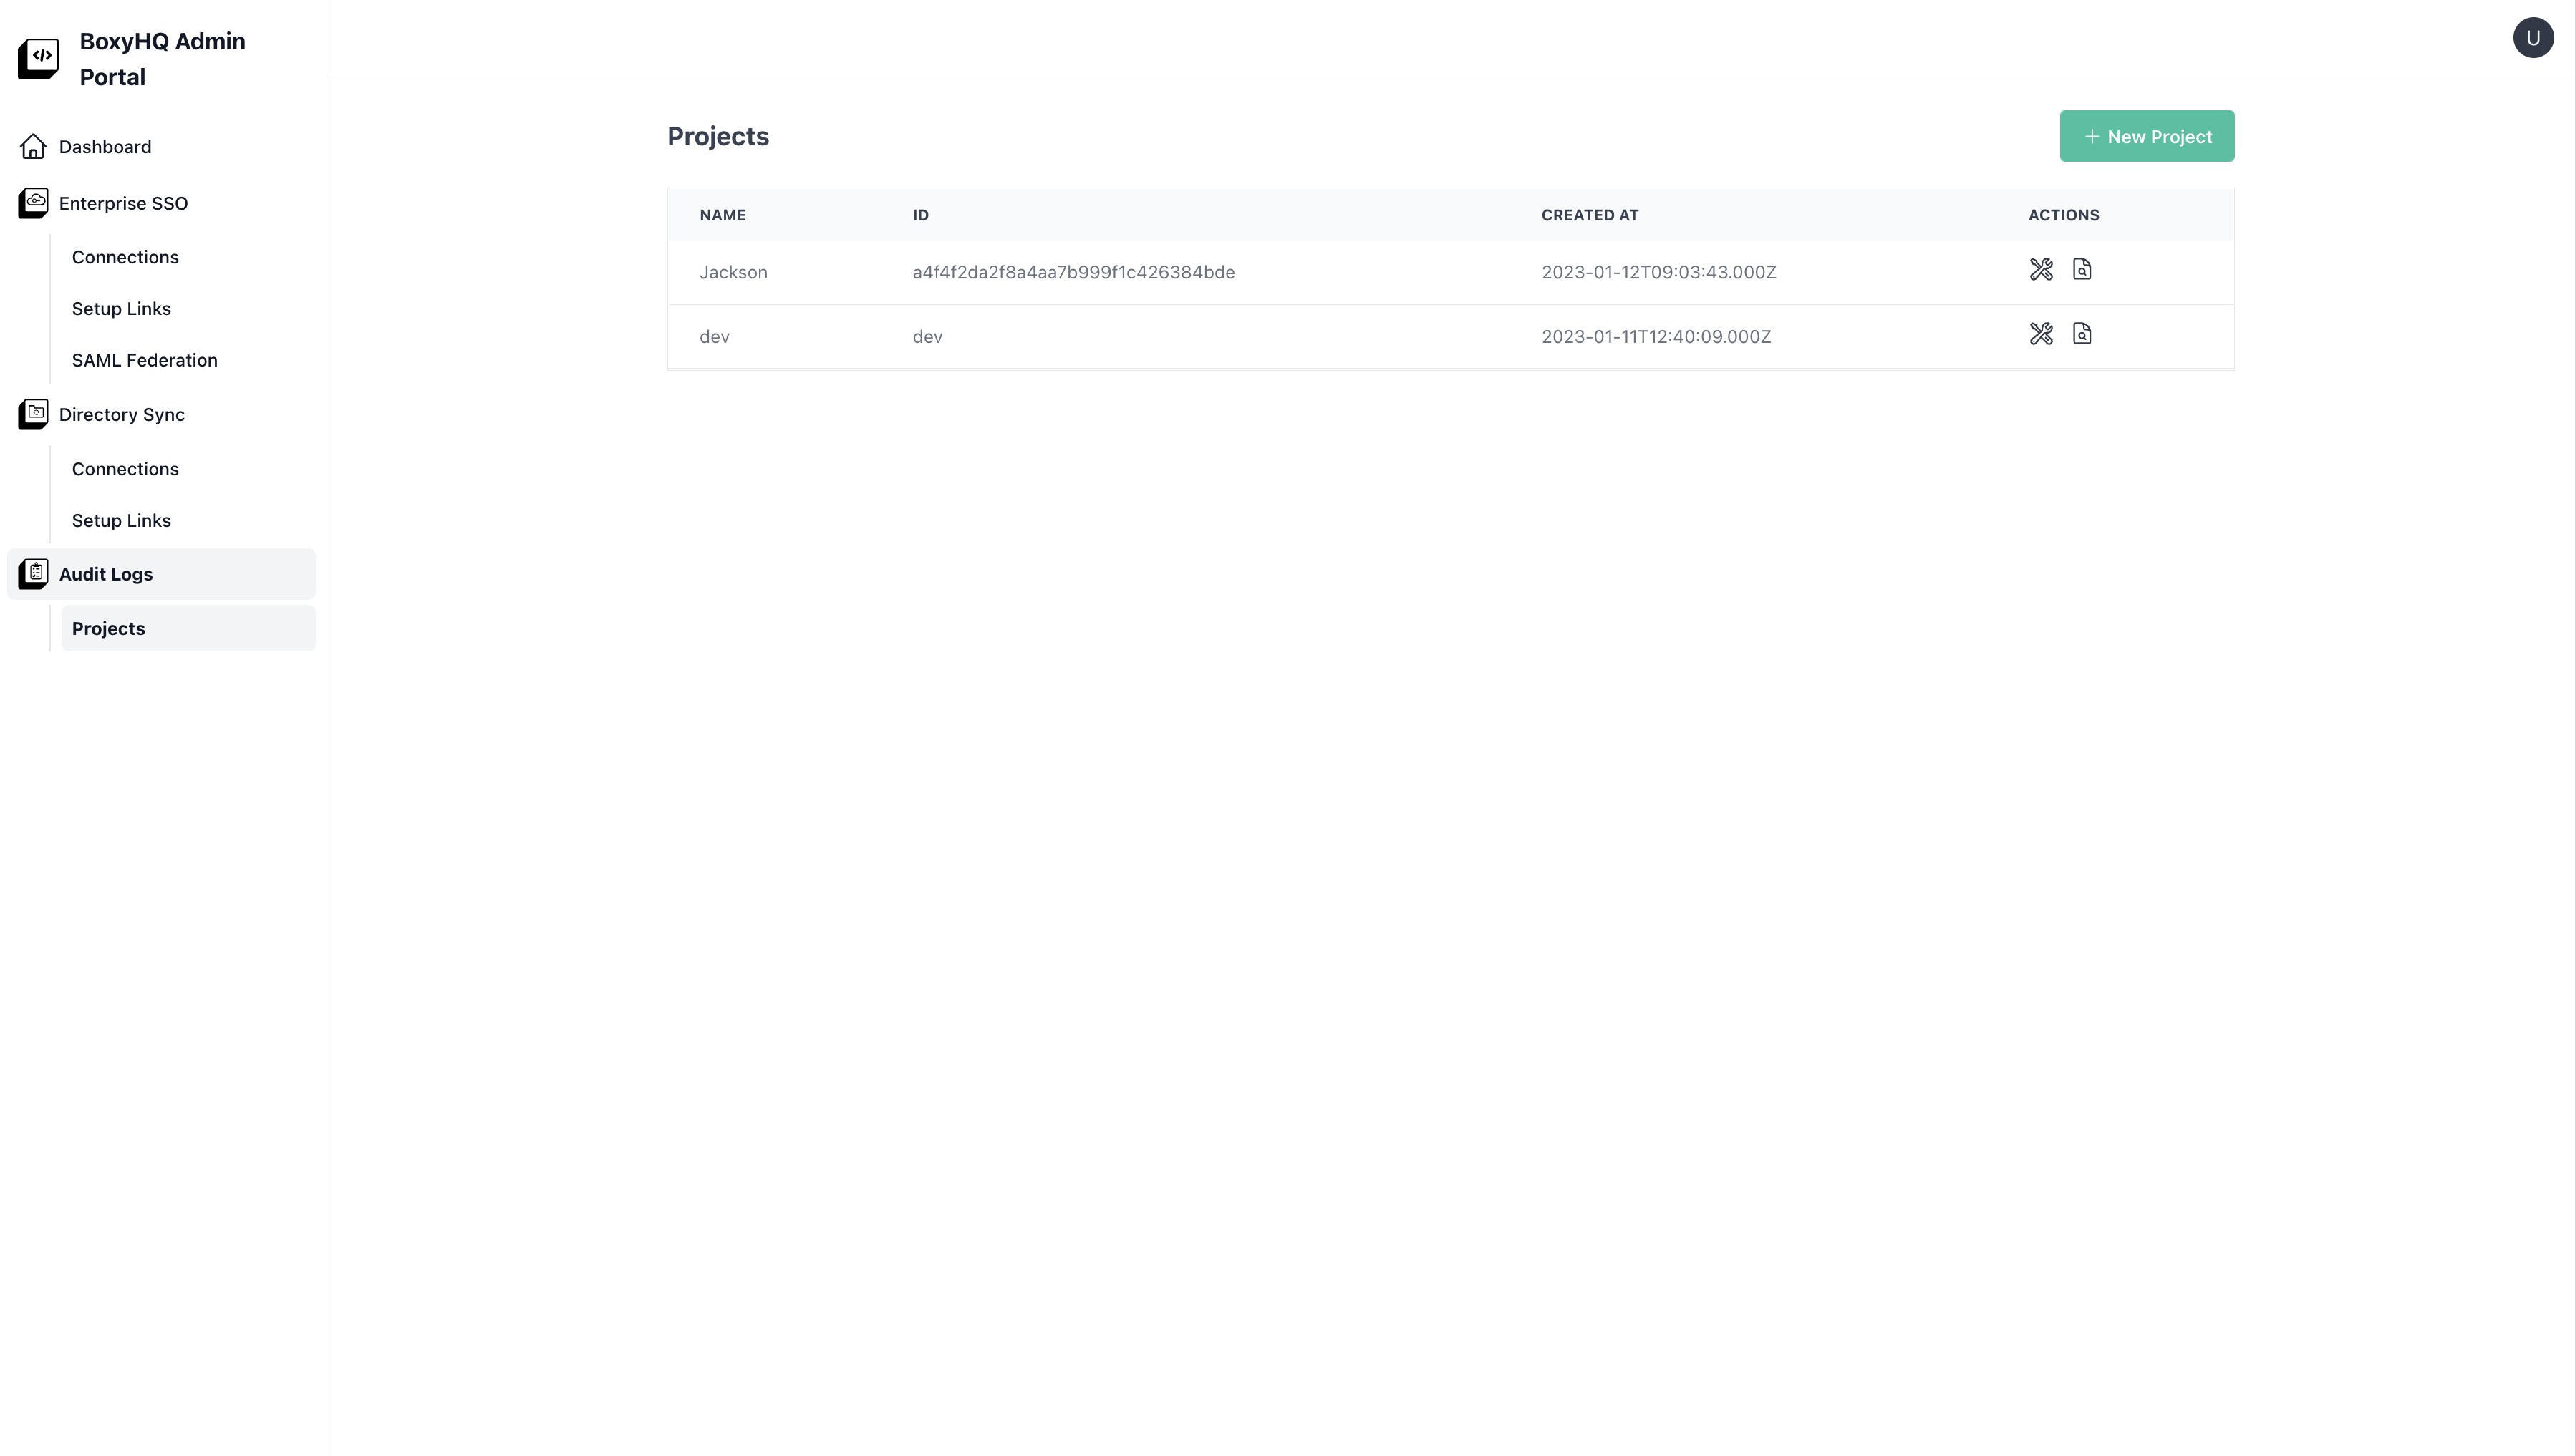 BoxyHQ Admin
Portal
Dashboard
Enterprise SSO
Connections
Setup Links
SAML Federation
Directory Sync
Connections
Setup Links
Audit Logs
Projects
U
Projects
+ New Project
NAME ID CREATED AT ACTIONS
Jackson a4f4f2da2f8a4aa7b999f1c426384bde 2023-01-12T09:03:43.000Z
dev dev 2023-01-11T12:40:09.000Z